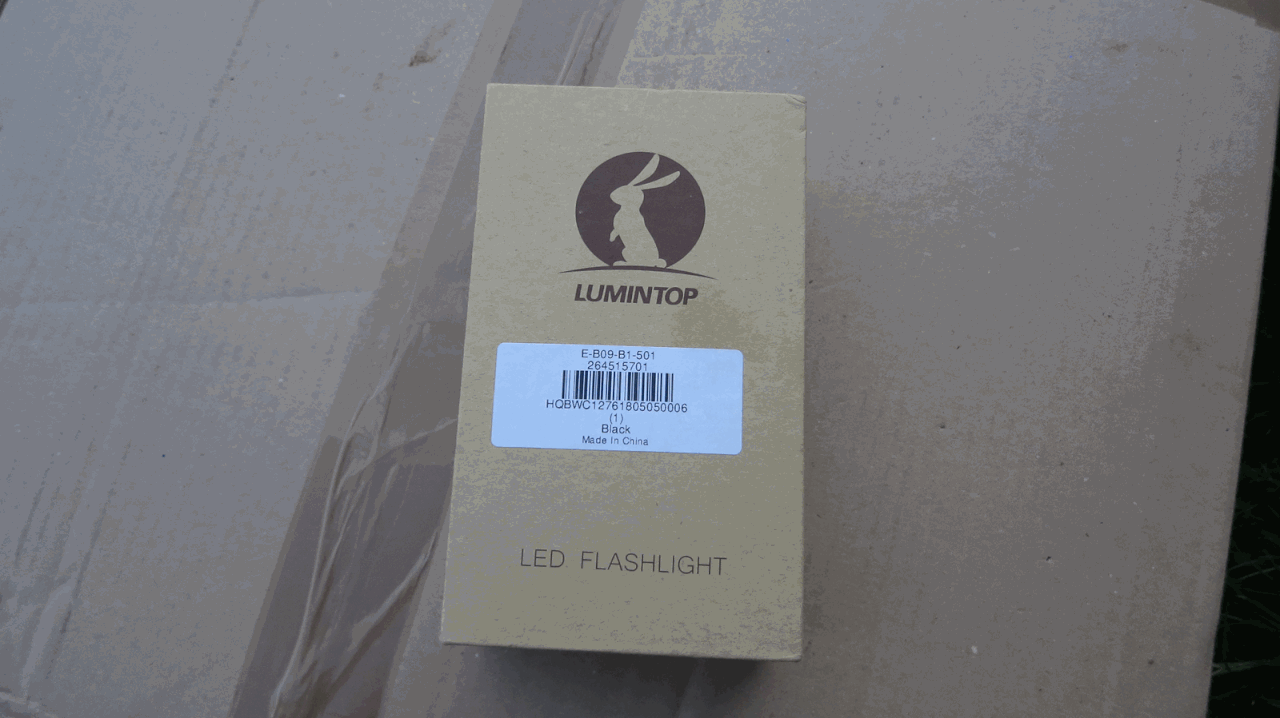 LUMINTOP
E-B09-B1-501
264515701
HQBWC12761805050006
(1)
Black
Made In China
LED FLASHLIGHT